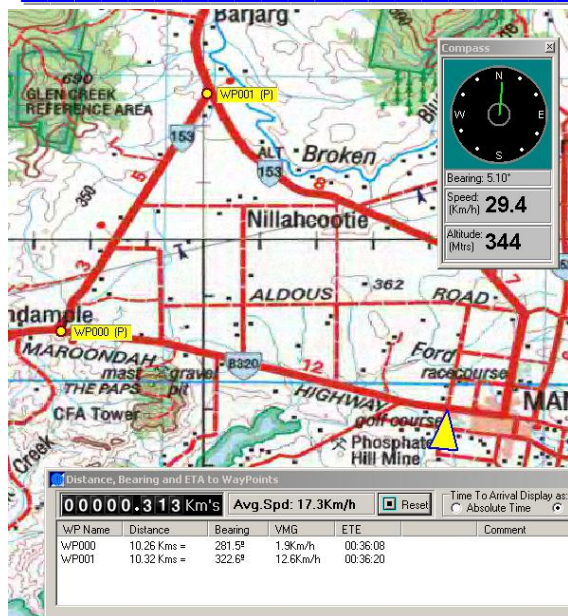 Barjarg
690
GLEN CREEK
REFERENCE AREA
WP001 (P)
153
ALT
153
Broken
5
8
350
Nillahcootie
3
7
362
ALDOUS ROAD
ndample
WP000 (P)
MAROONDAH
mast gravel
THE PAPS pit
CFA Tower
B320
12
HIGHWAY
Ford
racecourse
MAN
golf course
Phosphate
Hill Mine
Creek
Compass
N
W E
S
Bearing: 5.10°
Speed: (Km/h) 29.4
Altitude: (Mtrs) 344
Distance, Bearing and ETA to WayPoints
00000.313 Km's Avg.Spd: 17.3Km/h Reset Time To Arrival Display as:
Absolute Time
WP Name Distance Bearing VMG ETE Comment
WP000 10.26 Kms = 281.5º 1.9Km/h 00:36:08
WP001 10.32 Kms = 322.6º 12.6Km/h 00:36:20